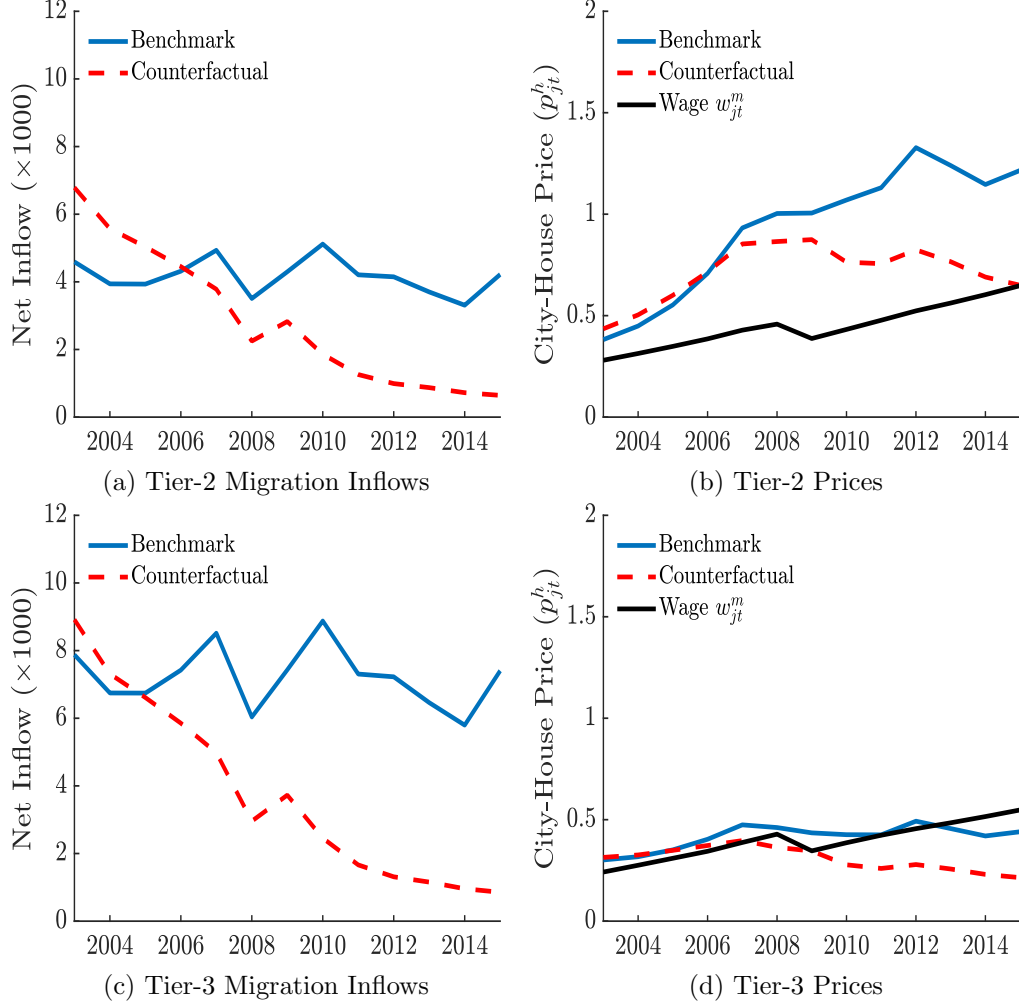 Net Inflow (×1000)
12
10
8
6
4
2
0
Benchmark
Counterfactual
2004 2006 2008 2010 2012 2014
(a) Tier-2 Migration Inflows
City-House Price (p^h_{jt})
2
1.5
1
0.5
0
Benchmark
Counterfactual
Wage w^m_{jt}
2004 2006 2008 2010 2012 2014
(b) Tier-2 Prices
Net Inflow (×1000)
12
10
8
6
4
2
0
Benchmark
Counterfactual
2004 2006 2008 2010 2012 2014
(c) Tier-3 Migration Inflows
City-House Price (p^h_{jt})
2
1.5
1
0.5
0
Benchmark
Counterfactual
Wage w^m_{jt}
2004 2006 2008 2010 2012 2014
(d) Tier-3 Prices